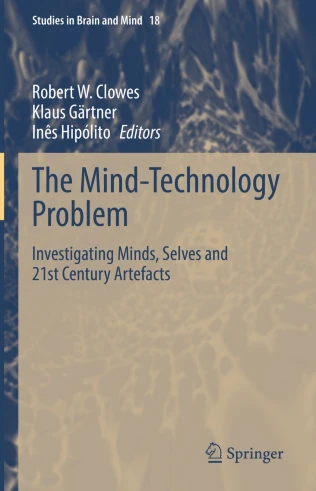 Studies in Brain and Mind 18
Robert W. Clowes
Klaus Gärtner
Inês Hipólito Editors
The Mind-Technology
Problem
Investigating Minds, Selves and
21st Century Artefacts
Springer